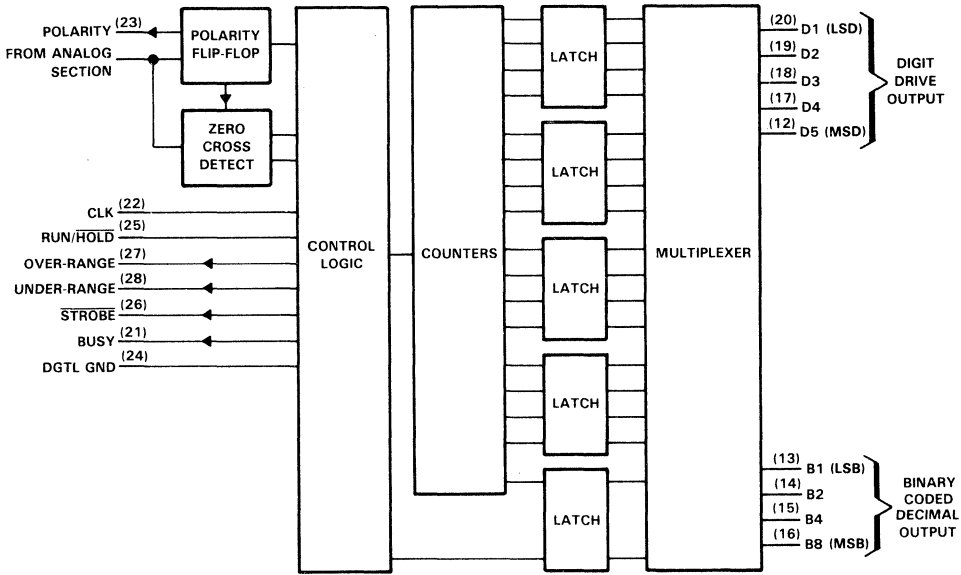 POLARITY (23)
FROM ANALOG
SECTION
POLARITY
FLIP-FLOP
ZERO
CROSS
DETECT
CLK (22)
RUN/HOLD (25)
OVER-RANGE (27)
UNDER-RANGE (28)
STROBE (26)
BUSY (21)
DGTL GND (24)
CONTROL
LOGIC
COUNTERS
LATCH
LATCH
LATCH
LATCH
LATCH
MULTIPLEXER
(20) D1 (LSD)
(19) D2
(18) D3
(17) D4
(12) D5 (MSD)
DIGIT
DRIVE
OUTPUT
(13) B1 (LSB)
(14) B2
(15) B4
(16) B8 (MSB)
BINARY
CODED
DECIMAL
OUTPUT